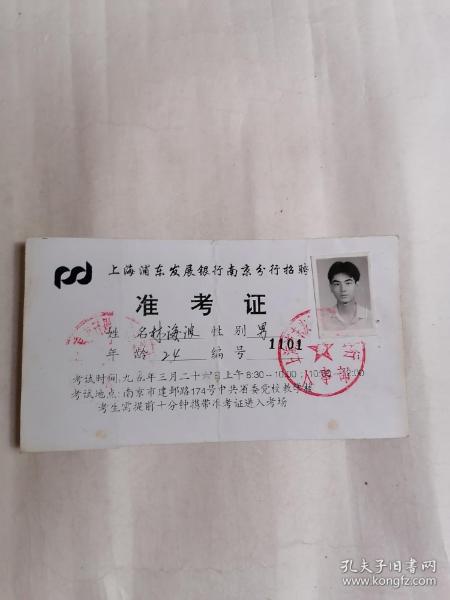 上海浦东发展银行南京分行招聘
准考证
姓名林海波 性别男
年龄24 编号1101
考试时间:九五年三月二十六日上午8:30--10:00
考试地点:南京市建邺路174号中共省委党校教学楼
考生需提前十分钟携带准考证进入考场
孔夫子旧书网
www.kongfz.com